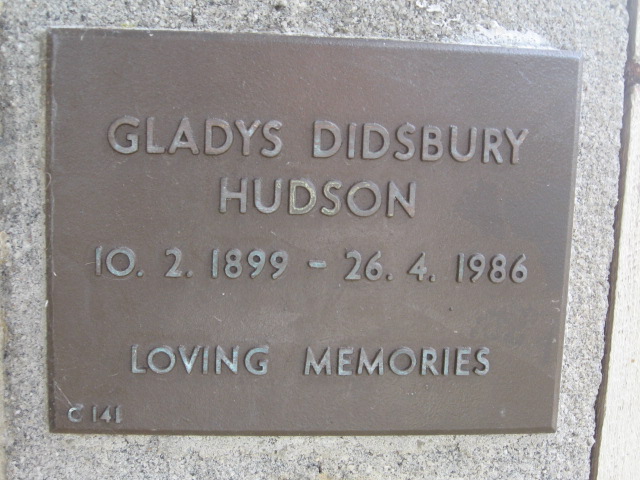 GLADYS DIDSBURY
HUDSON
10. 2. 1899 - 26. 4. 1986
LOVING MEMORIES
C 141